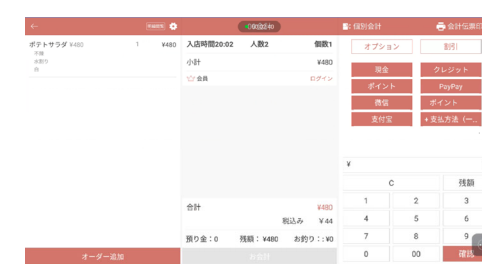 個別会計
会計伝票印
ポテトサラダ ¥480 1 ¥480
入店時間20:02 人数2 個数1
小計 ¥480
会員 ログイン
オプション 割引
現金 クレジット
ポイント PayPay
微信 ポイント
支付宝 +支払方法（一...
¥
C 残額
1 2 3
4 5 6
7 8 9
0 00 確認
合計 ¥480
税込み ¥44
預り金：0 残額：¥480 お釣り：:¥0
オーダー追加
お会計